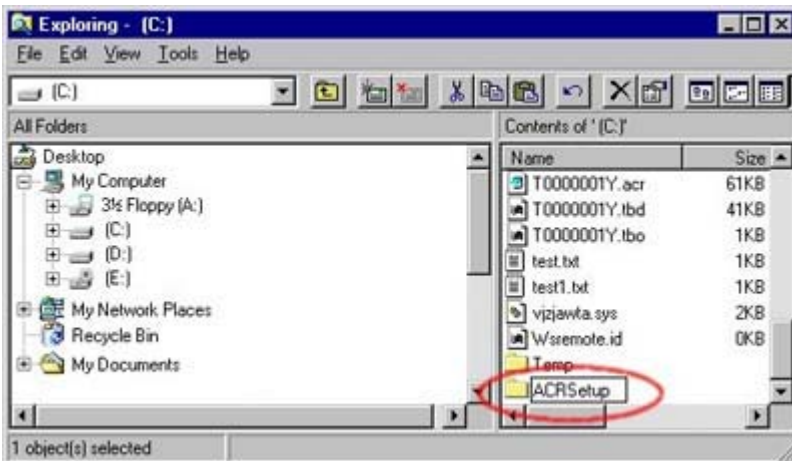 Exploring - (C:)
File Edit View Tools Help
(C:)
All Folders
Contents of '(C:)'
Desktop
My Computer
3½ Floppy (A:)
(C:)
(D:)
(E:)
My Network Places
Recycle Bin
My Documents
Name Size
T0000001Y.acr 61KB
T0000001Y.tbd 41KB
T0000001Y.tbo 1KB
test.txt 1KB
test1.txt 1KB
vjzjawta.sys 2KB
Wsremote.id 0KB
Temp
ACRSetup
1 object(s) selected